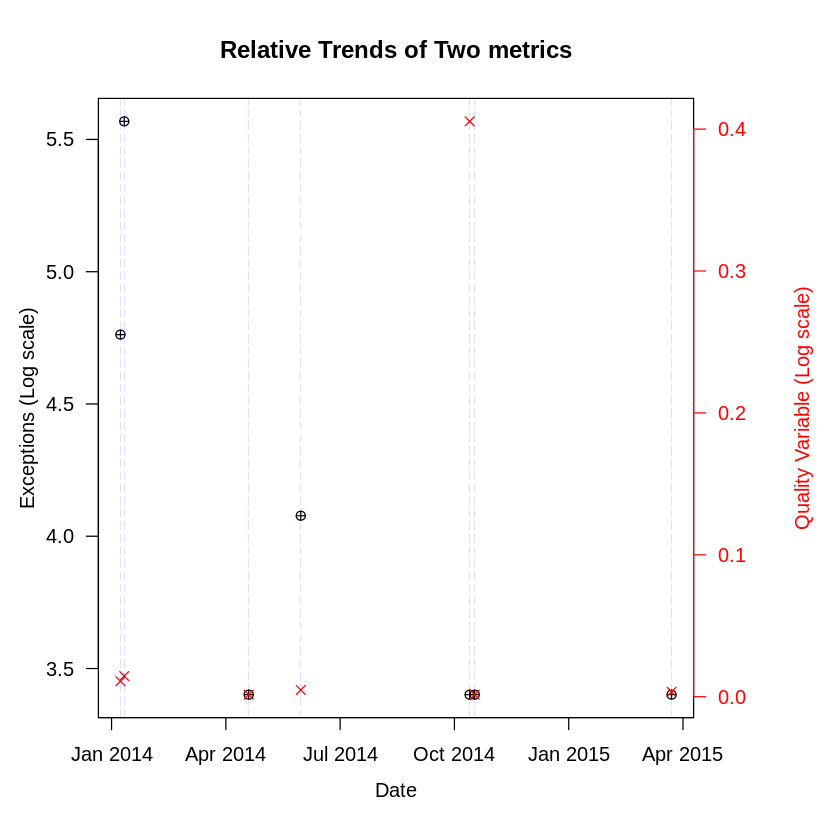 Relative Trends of Two metrics
5.5
5.0
4.5
4.0
3.5
Exceptions (Log scale)
0.4
0.3
0.2
0.1
0.0
Quality Variable (Log scale)
Jan 2014 Apr 2014 Jul 2014 Oct 2014 Jan 2015 Apr 2015
Date